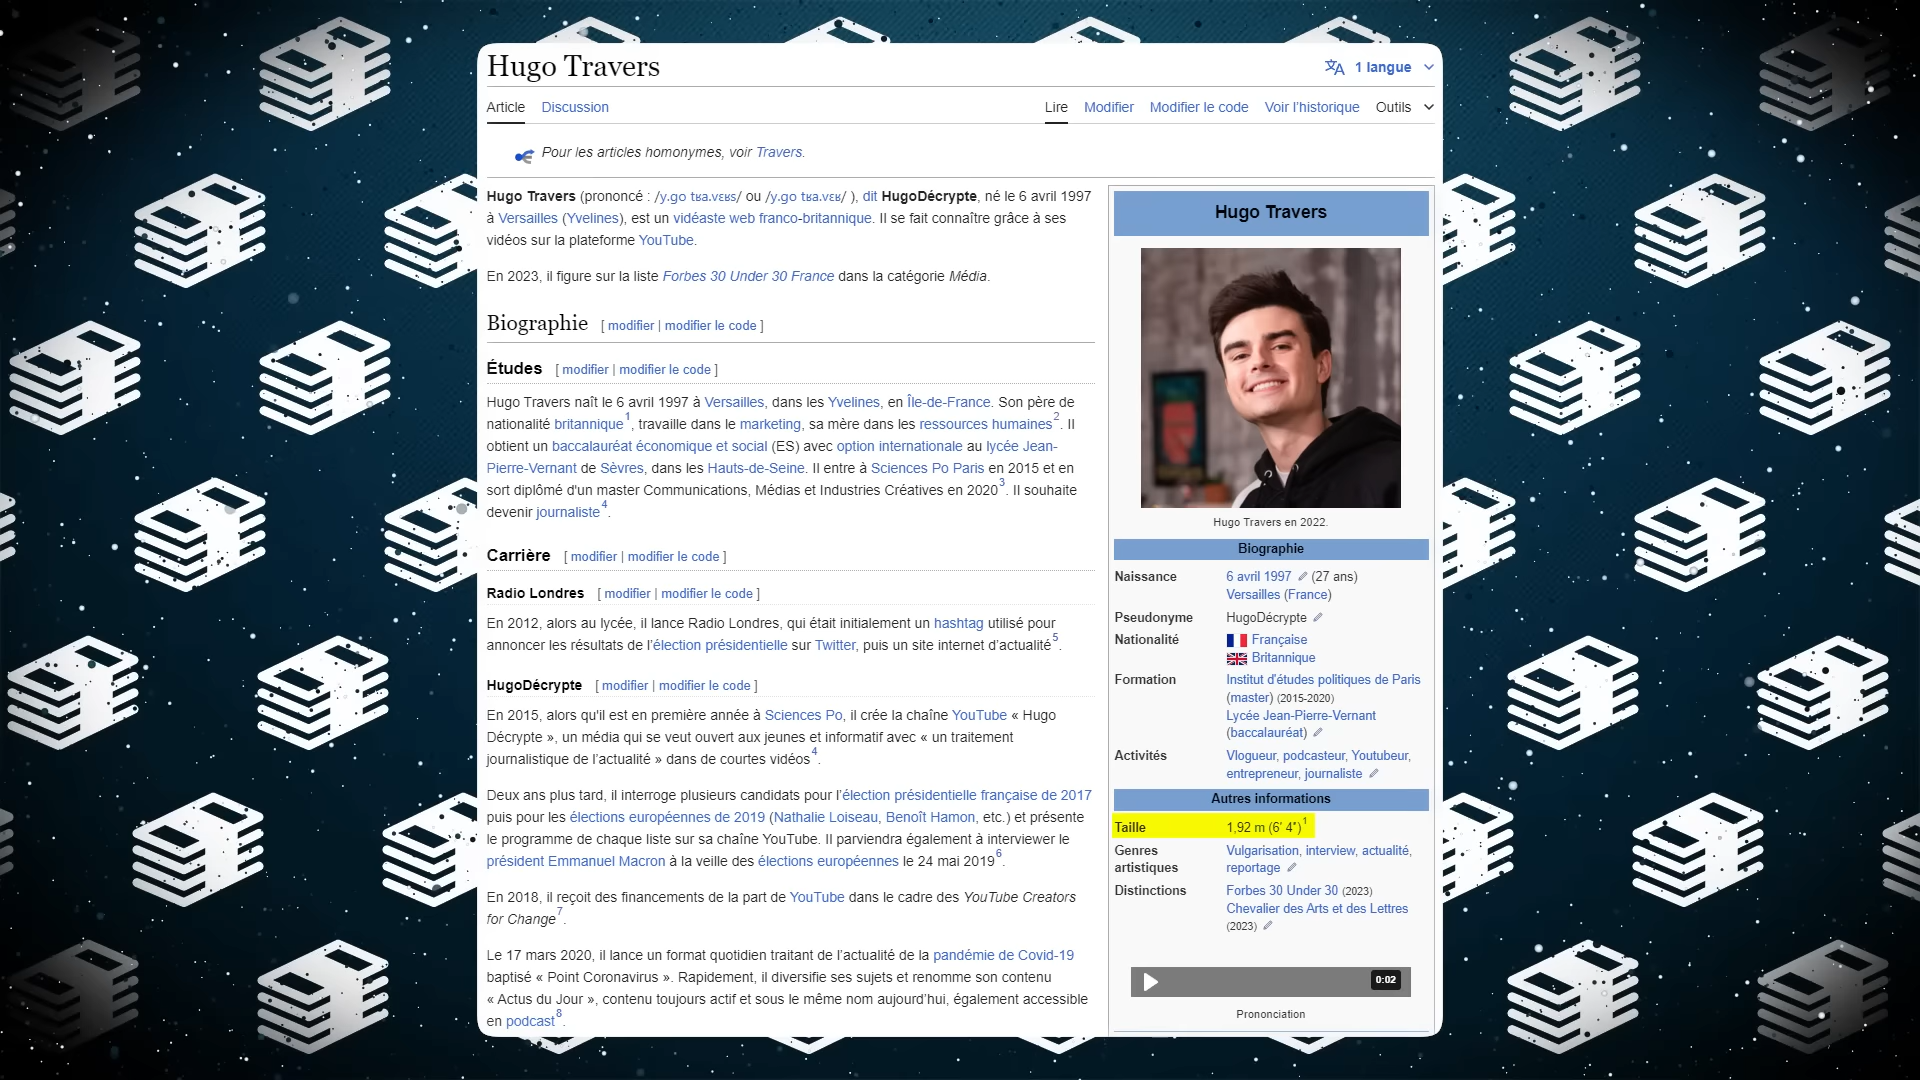 Hugo Travers
1 langue
Article Discussion
Lire Modifier Modifier le code Voir l'historique Outils
Pour les articles homonymes, voir Travers.
Hugo Travers (prononcé : /y.go tʁa.vɛʁs/ ou /y.go tʁa.vɛʁ/ ), dit HugoDécrypte, né le 6 avril 1997
à Versailles (Yvelines), est un vidéaste web franco-britannique. Il se fait connaître grâce à ses
vidéos sur la plateforme YouTube.
En 2023, il figure sur la liste Forbes 30 Under 30 France dans la catégorie Média.
Biographie [ modifier | modifier le code ]
Études [ modifier | modifier le code ]
Hugo Travers naît le 6 avril 1997 à Versailles, dans les Yvelines, en Île-de-France. Son père de
nationalité britannique1, travaille dans le marketing, sa mère dans les ressources humaines2. Il
obtient un baccalauréat économique et social (ES) avec option internationale au lycée Jean-
Pierre-Vernant de Sèvres, dans les Hauts-de-Seine. Il entre à Sciences Po Paris en 2015 et en
sort diplômé d'un master Communications, Médias et Industries Créatives en 20203. Il souhaite
devenir journaliste4.
Carrière [ modifier | modifier le code ]
Radio Londres [ modifier | modifier le code ]
En 2012, alors au lycée, il lance Radio Londres, qui était initialement un hashtag utilisé pour
annoncer les résultats de l'élection présidentielle sur Twitter, puis un site internet d'actualité5.
HugoDécrypte [ modifier | modifier le code ]
En 2015, alors qu'il est en première année à Sciences Po, il crée la chaîne YouTube « Hugo
Décrypte », un média qui se veut ouvert aux jeunes et informatif avec « un traitement
journalistique de l'actualité » dans de courtes vidéos4.
Deux ans plus tard, il interroge plusieurs candidats pour l'élection présidentielle française de 2017
puis pour les élections européennes de 2019 (Nathalie Loiseau, Benoît Hamon, etc.) et présente
le programme de chaque liste sur sa chaîne YouTube. Il parviendra également à interviewer le
président Emmanuel Macron à la veille des élections européennes le 24 mai 20196.
En 2018, il reçoit des financements de la part de YouTube dans le cadre des YouTube Creators
for Change7.
Le 17 mars 2020, il lance un format quotidien traitant de l'actualité de la pandémie de Covid-19
baptisé « Point Coronavirus ». Rapidement, il diversifie ses sujets et renomme son contenu
« Actus du Jour », contenu toujours actif et sous le même nom aujourd'hui, également accessible
en podcast8.
Hugo Travers
Hugo Travers en 2022.
Biographie
Naissance 6 avril 1997 (27 ans)
Versailles (France)
Pseudonyme HugoDécrypte
Nationalité Française
Britannique
Formation Institut d'études politiques de Paris
(master) (2015-2020)
Lycée Jean-Pierre-Vernant
(baccalauréat)
Activités Vlogueur, podcasteur, Youtubeur,
entrepreneur, journaliste
Autres informations
Taille 1,92 m (6' 4")1
Genres Vulgarisation, interview, actualité,
artistiques reportage
Distinctions Forbes 30 Under 30 (2023)
Chevalier des Arts et des Lettres
(2023)
0:02
Prononciation